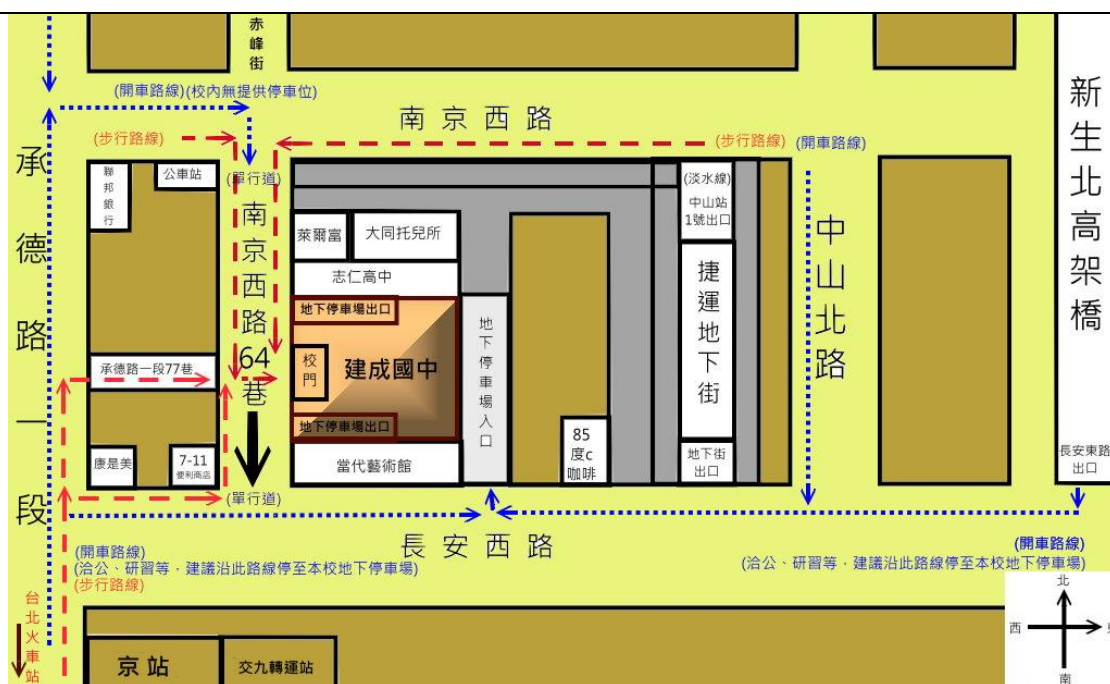 赤峰街
(開車路線)(校內無提供停車位)
南京西路
(步行路線)
(步行路線)
(開車路線)
新生北高架橋
承德路一段
聯邦銀行
公車站
(單行道)
南京西路64巷
萊爾富
大同托兒所
(淡水線)
中山站
1號出口
中山北路
志仁高中
地下停車場出口
捷運地下街
校門
建成國中
地下停車場入口
承德路一段77巷
地下停車場出口
康是美
7-11
便利商店
當代藝術館
85
度c
咖啡
地下街
出口
長安東路
出口
(單行道)
長安西路
(開車路線)
(洽公、研習等，建議沿此路線停至本校地下停車場)
(步行路線)
(開車路線)
(洽公、研習等，建議沿此路線停至本校地下停車場)
台北火車站
京站
交九轉運站
北
西
南